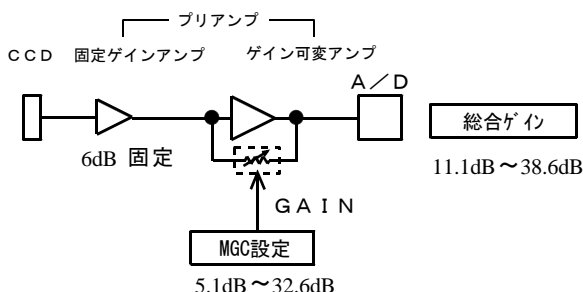 プリアンプ
ＣＣＤ 固定ゲインアンプ ゲイン可変アンプ
Ａ／Ｄ
総合ｹﾞｲﾝ
6dB 固定
11.1dB～38.6dB
ＧＡＩＮ
MGC設定
5.1dB～32.6dB